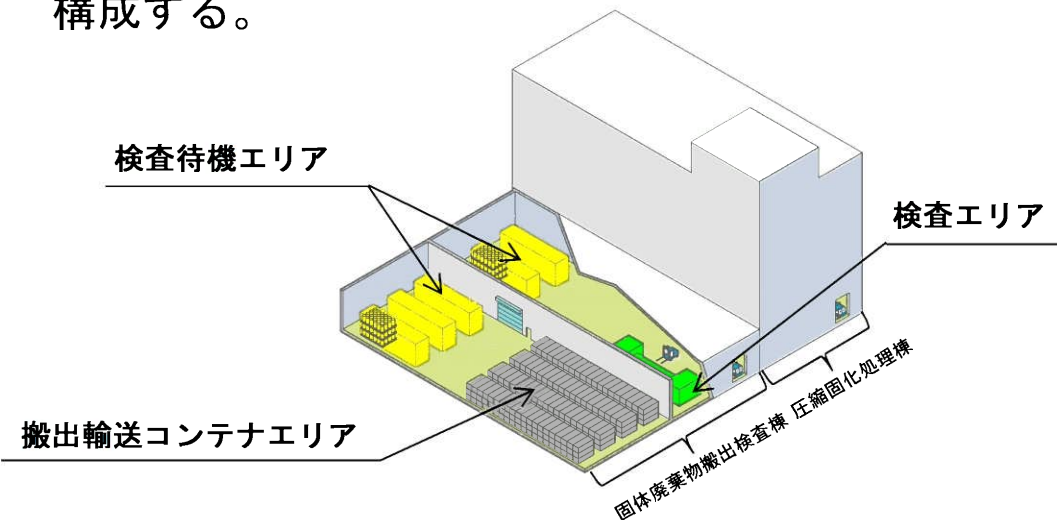 構成する。
検査待機エリア
検査エリア
搬出輸送コンテナエリア
固体廃棄物搬出検査棟
圧縮固化処理棟